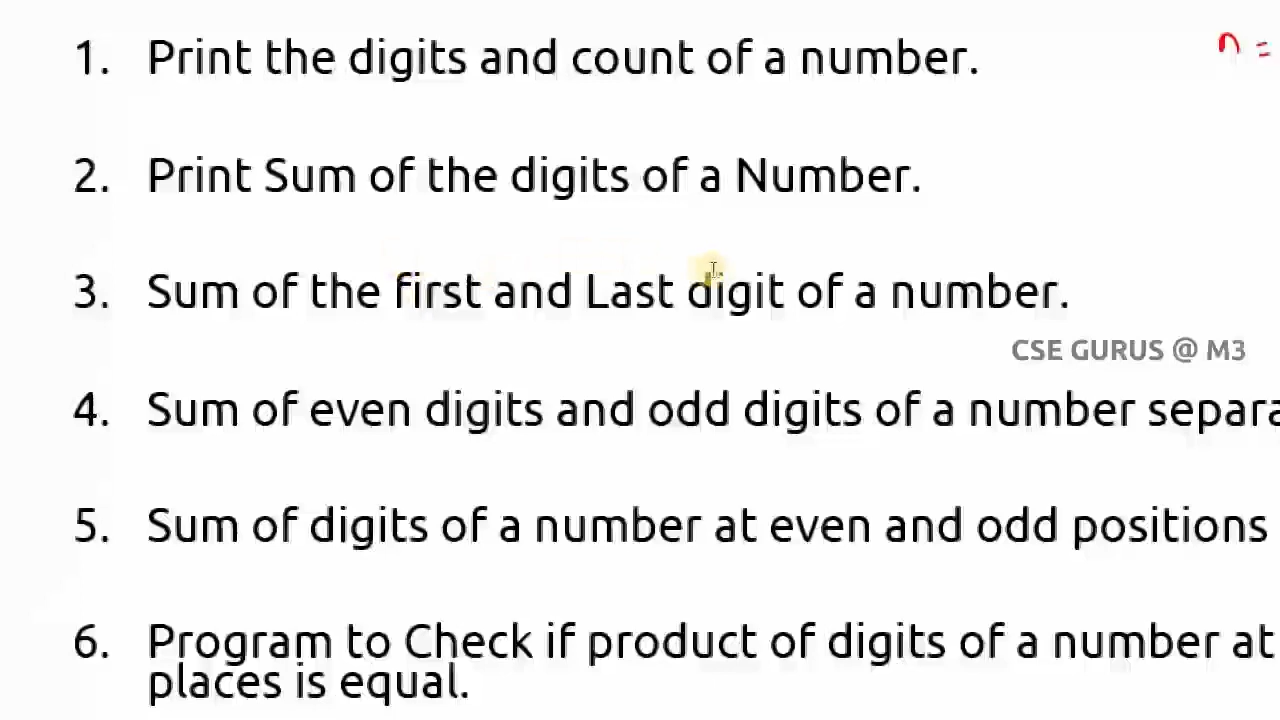 1. Print the digits and count of a number.
n =
2. Print Sum of the digits of a Number.
3. Sum of the first and Last digit of a number.
CSE GURUS @ M3
4. Sum of even digits and odd digits of a number
5. Sum of digits of a number at even and odd positions
6. Program to Check if product of digits of a number at
places is equal.